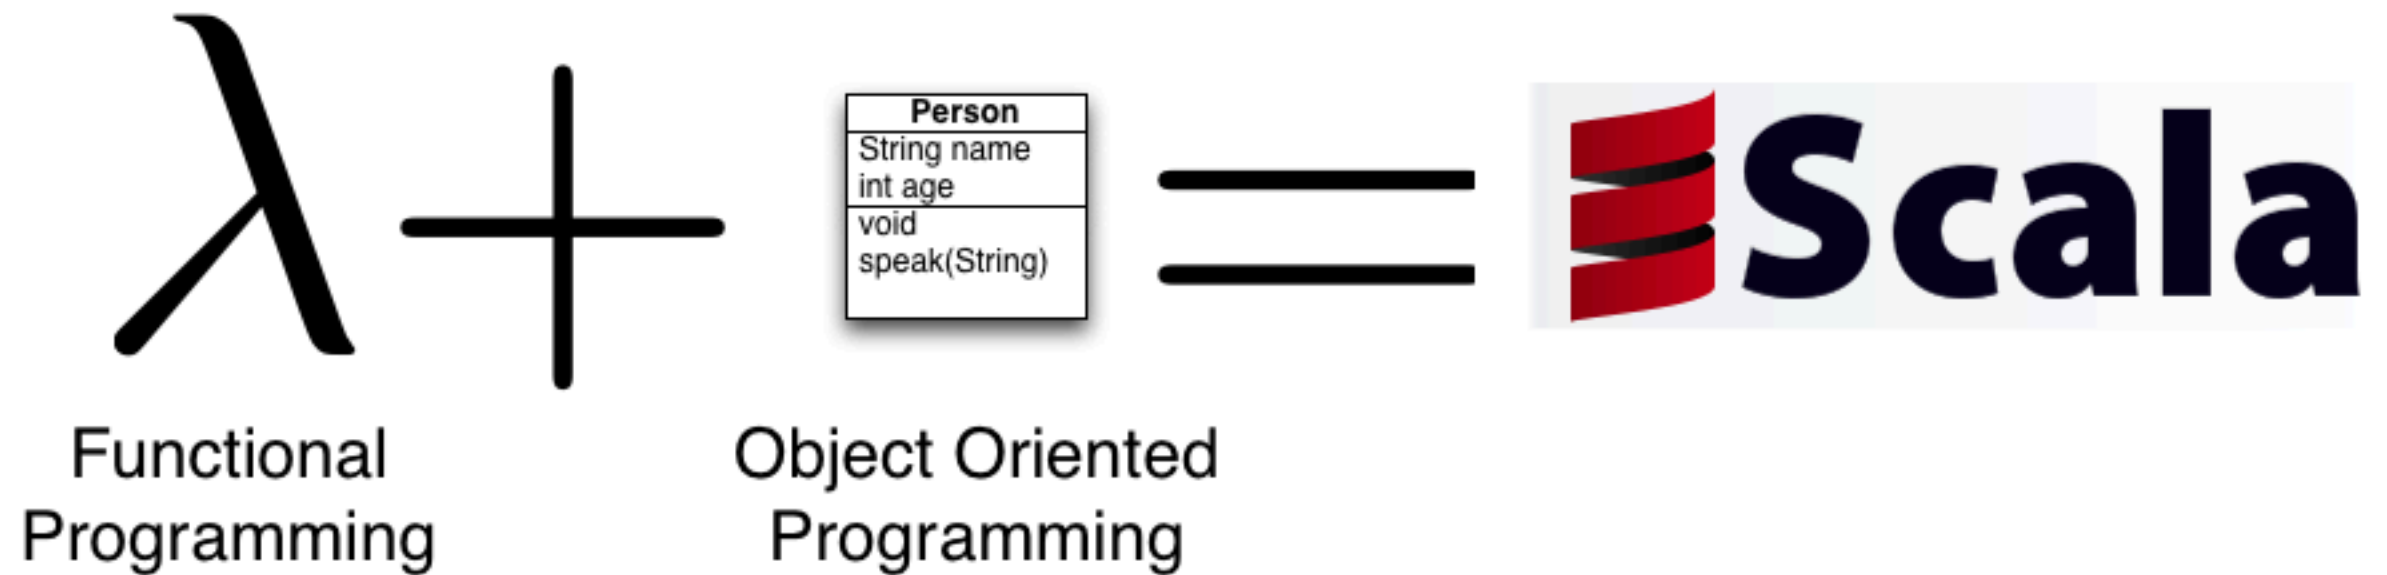 λ
+
Person
String name
int age
void
speak(String)
=
Scala
Functional
Programming
Object Oriented
Programming